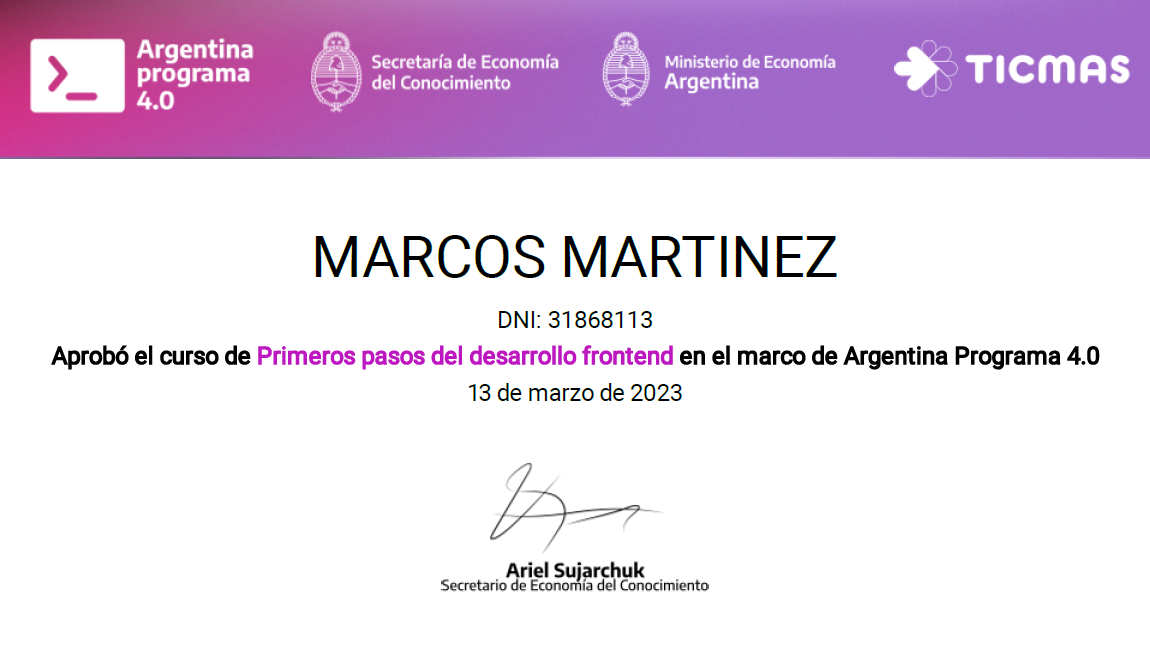 Argentina
programa
4.0
Secretaría de Economía
del Conocimiento
Ministerio de Economía
Argentina
TICMAS
MARCOS MARTINEZ
DNI: 31868113
Aprobó el curso de Primeros pasos del desarrollo frontend en el marco de Argentina Programa 4.0
13 de marzo de 2023
Ariel Sujarchuk
Secretario de Economía del Conocimiento